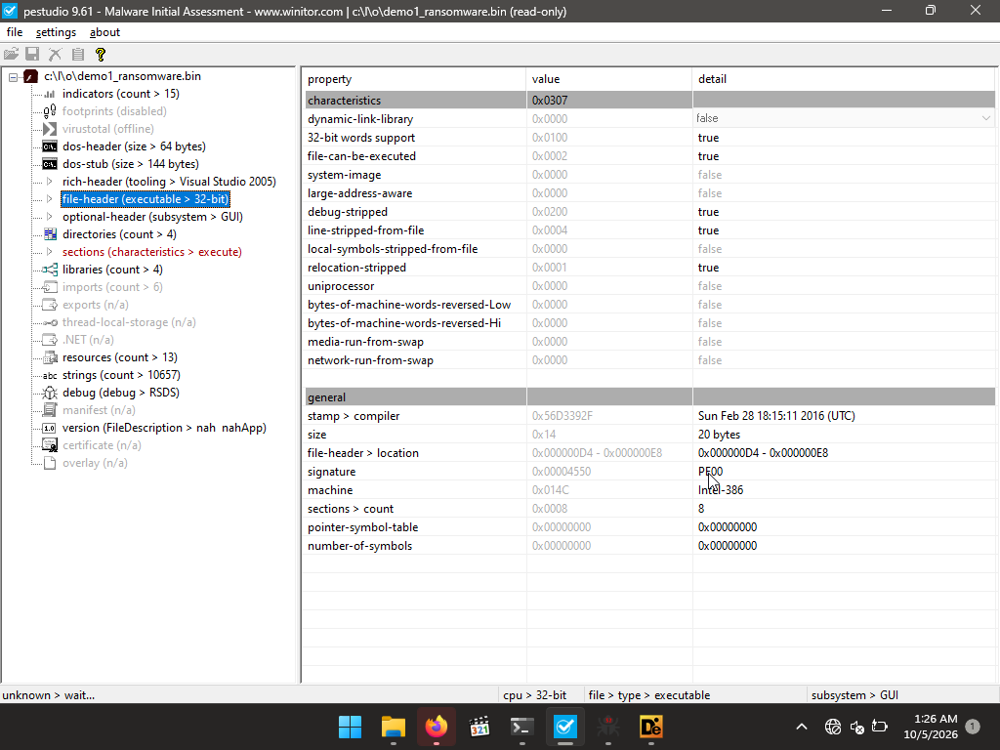 pestudio 9.61 - Malware Initial Assessment - www.winitor.com | c:\l\o\demo1_ransomware.bin (read-only)
file settings about
c:\l\o\demo1_ransomware.bin
indicators (count > 15)
footprints (disabled)
virustotal (offline)
dos-header (size > 64 bytes)
dos-stub (size > 144 bytes)
rich-header (tooling > Visual Studio 2005)
file-header (executable > 32-bit)
optional-header (subsystem > GUI)
directories (count > 4)
sections (characteristics > execute)
libraries (count > 4)
imports (count > 6)
exports (n/a)
thread-local-storage (n/a)
.NET (n/a)
resources (count > 13)
abc strings (count > 10657)
debug (debug > RSDS)
manifest (n/a)
1.0 version (FileDescription > nah nahApp)
certificate (n/a)
overlay (n/a)
property value detail
characteristics 0x0307
dynamic-link-library 0x0000 false
32-bit words support 0x0100 true
file-can-be-executed 0x0002 true
system-image 0x0000 false
large-address-aware 0x0000 false
debug-stripped 0x0200 true
line-stripped-from-file 0x0004 true
local-symbols-stripped-from-file 0x0000 false
relocation-stripped 0x0001 true
uniprocessor 0x0000 false
bytes-of-machine-words-reversed-Low 0x0000 false
bytes-of-machine-words-reversed-Hi 0x0000 false
media-run-from-swap 0x0000 false
network-run-from-swap 0x0000 false
general
stamp > compiler 0x56D3392F Sun Feb 28 18:15:11 2016 (UTC)
size 0x14 20 bytes
file-header > location 0x000000D4 - 0x000000E8 0x000000D4 - 0x000000E8
signature 0x00004550 PE00
machine 0x014C Intel-386
sections > count 0x0008 8
pointer-symbol-table 0x00000000 0x00000000
number-of-symbols 0x00000000 0x00000000
unknown > wait... cpu > 32-bit file > type > executable subsystem > GUI
321
De
1:26 AM
10/5/2026
1